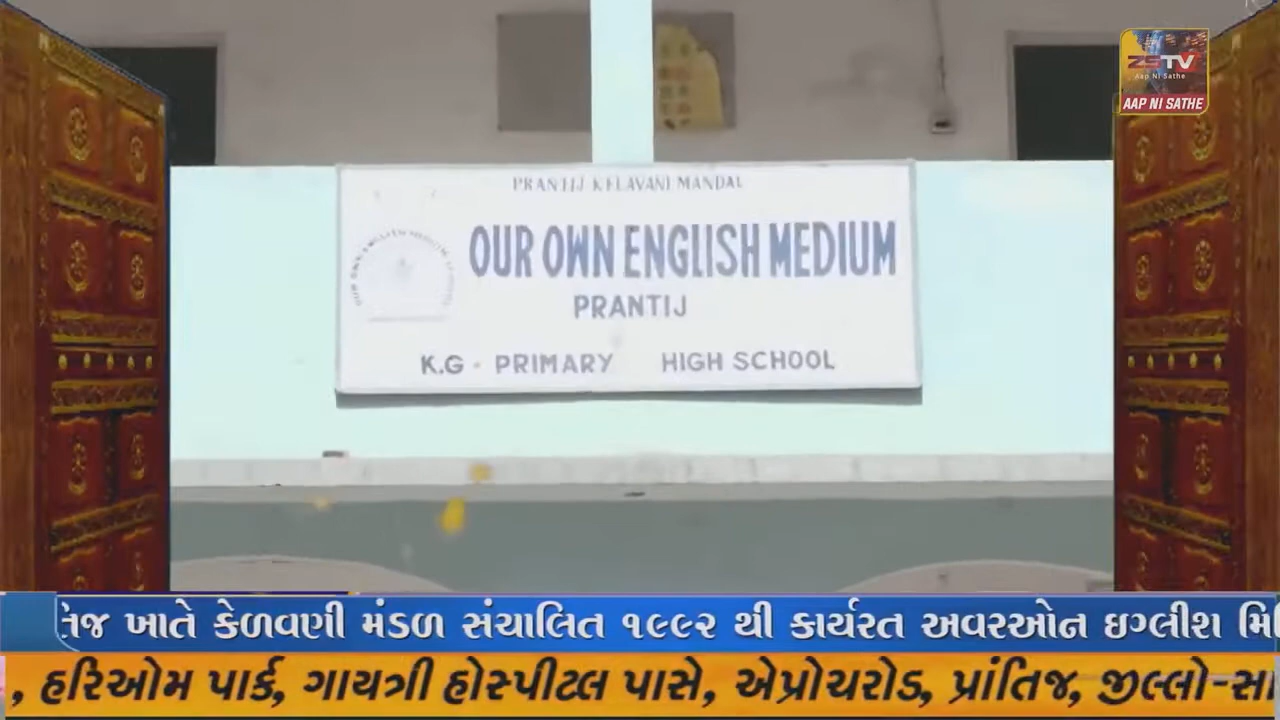 ZSTV
Aap Ni Sathe
AAP NI SATHE
PRANTIJ KELAVANI MANDAL
OUR OWN ENGLISH MEDIUM
PRANTIJ
K.G - PRIMARY HIGH SCHOOL
તિજ ખાતે કેળવણી મંડળ સંચાલિત ૧૯૯૨ થી કાર્યરત અવરઓન ઇગ્લીશ મિ
, હરિઓમ પાર્ક, ગાયત્રી હોસ્પીટલ પાસે, એપ્રોચરોડ, પ્રાંતિજ, જીલ્લો-સા